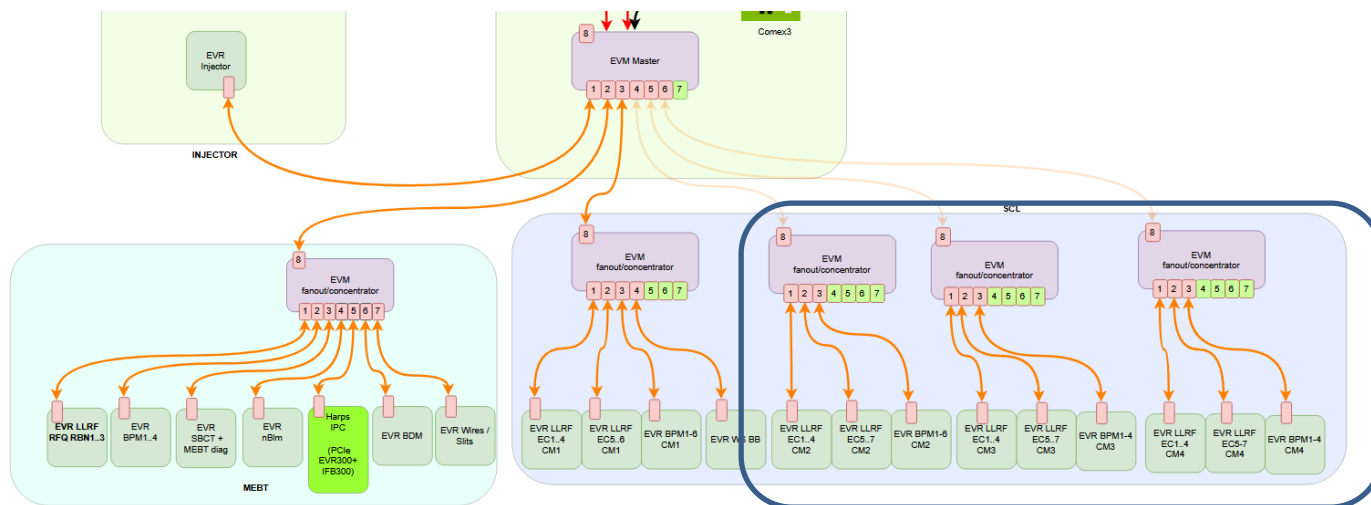 Comex3
EVR
Injector
INJECTOR
8
EVM Master
1 2 3 4 5 6 7
SCL
8
EVM
fanout/concentrator
1 2 3 4 5 6 7
8
EVM
fanout/concentrator
1 2 3 4 5 6 7
8
EVM
fanout/concentrator
1 2 3 4 5 6 7
8
EVM
fanout/concentrator
1 2 3 4 5 6 7
8
EVM
fanout/concentrator
1 2 3 4 5 6 7
EVR LLRF
RFQ RBN1..3
EVR
BPM1..4
EVR
SBCT +
MEBT diag
EVR
nBlm
Harps
IPC
(PCIe
EVR300+
IFB300)
EVR BDM
EVR Wires /
Slits
MEBT
EVR LLRF
EC1..4
CM1
EVR LLRF
EC5..6
CM1
EVR BPM1-6
CM1
EVR WS BB
EVR LLRF
EC1..4
CM2
EVR LLRF
EC5..7
CM2
EVR BPM1-6
CM2
EVR LLRF
EC1..4
CM3
EVR LLRF
EC5..7
CM3
EVR BPM1-4
CM3
EVR LLRF
EC1..4
CM4
EVR LLRF
EC5-7
CM4
EVR BPM1-4
CM4